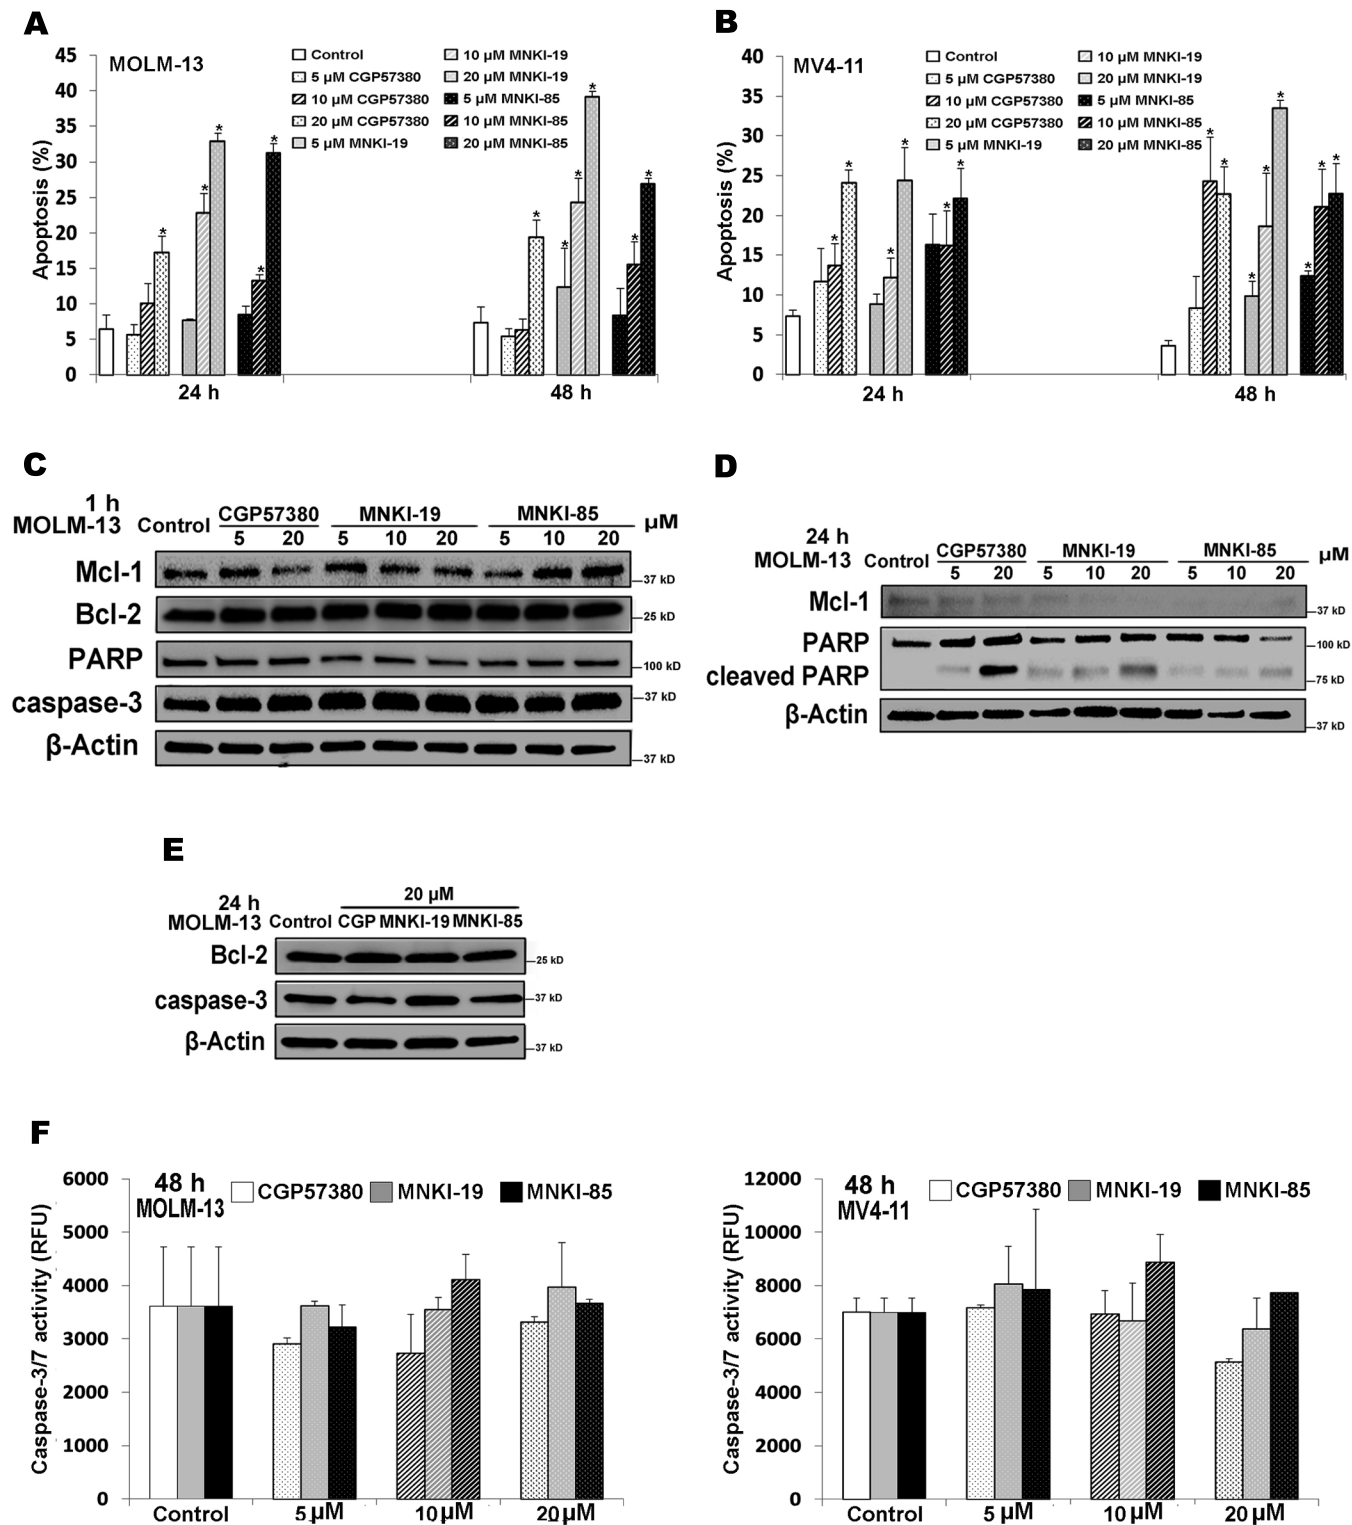 A
MOLM-13
Control
5 µM CGP57380
10 µM CGP57380
20 µM CGP57380
5 µM MNKI-19
10 µM MNKI-19
20 µM MNKI-19
5 µM MNKI-85
10 µM MNKI-85
20 µM MNKI-85
Apoptosis (%)
45
40
35
30
25
20
15
10
5
0
* * * * * * * * * * * *
24 h 48 h
B
MV4-11
Control
5 µM CGP57380
10 µM CGP57380
20 µM CGP57380
5 µM MNKI-19
10 µM MNKI-19
20 µM MNKI-19
5 µM MNKI-85
10 µM MNKI-85
20 µM MNKI-85
Apoptosis (%)
40
35
30
25
20
15
10
5
0
* * * * * * * * * * * * *
24 h 48 h
C
1 h
MOLM-13 Control CGP57380 MNKI-19 MNKI-85 µM
5 20 5 10 20 5 10 20
Mcl-1 37 kD
Bcl-2 25 kD
PARP 100 kD
caspase-3 37 kD
β-Actin 37 kD
D
24 h
MOLM-13 Control CGP57380 MNKI-19 MNKI-85 µM
5 20 5 10 20 5 10 20
Mcl-1 37 kD
PARP 100 kD
cleaved PARP 75 kD
β-Actin 37 kD
E
20 µM
24 h
MOLM-13 Control CGP MNKI-19 MNKI-85
Bcl-2 25 kD
caspase-3 37 kD
β-Actin 37 kD
F
48 h
MOLM-13
CGP57380 MNKI-19 MNKI-85
Caspase-3/7 activity (RFU)
6000
5000
4000
3000
2000
1000
0
Control 5 µM 10 µM 20 µM
48 h
MV4-11
CGP57380 MNKI-19 MNKI-85
Caspase-3/7 activity (RFU)
12000
10000
8000
6000
4000
2000
0
Control 5 µM 10 µM 20 µM